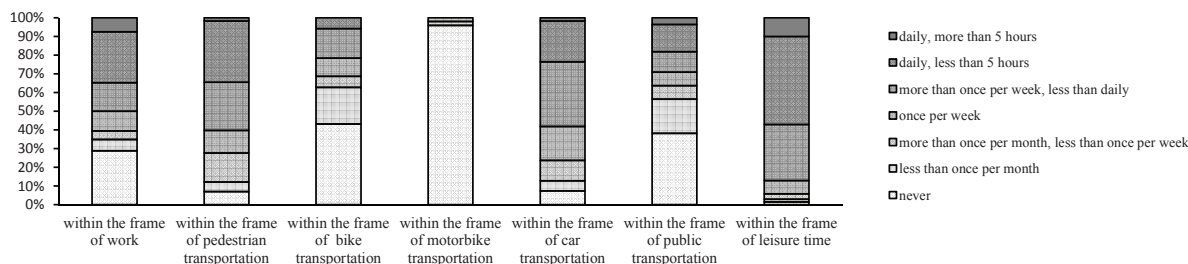 100%
90%
80%
70%
60%
50%
40%
30%
20%
10%
0%
within the frame of work
within the frame of pedestrian transportation
within the frame of bike transportation
within the frame of motorbike transportation
within the frame of car transportation
within the frame of public transportation
within the frame of leisure time
daily, more than 5 hours
daily, less than 5 hours
more than once per week, less than daily
once per week
more than once per month, less than once per week
less than once per month
never